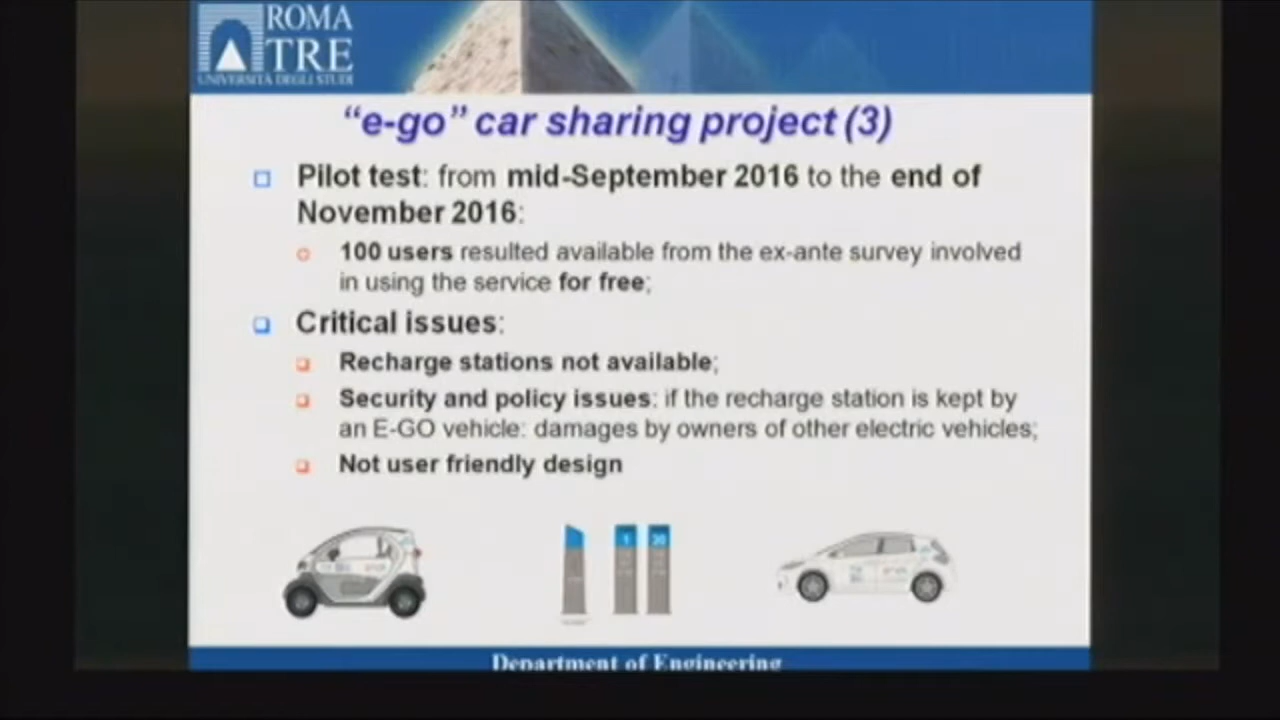 ROMA
TRE
UNIVERSITÀ DEGLI STUDI
“e-go” car sharing project (3)
Pilot test: from mid-September 2016 to the end of
November 2016:
100 users resulted available from the ex-ante survey involved
in using the service for free;
Critical issues:
Recharge stations not available;
Security and policy issues: if the recharge station is kept by
an E-GO vehicle: damages by owners of other electric vehicles;
Not user friendly design
1 20
Department of Engineering